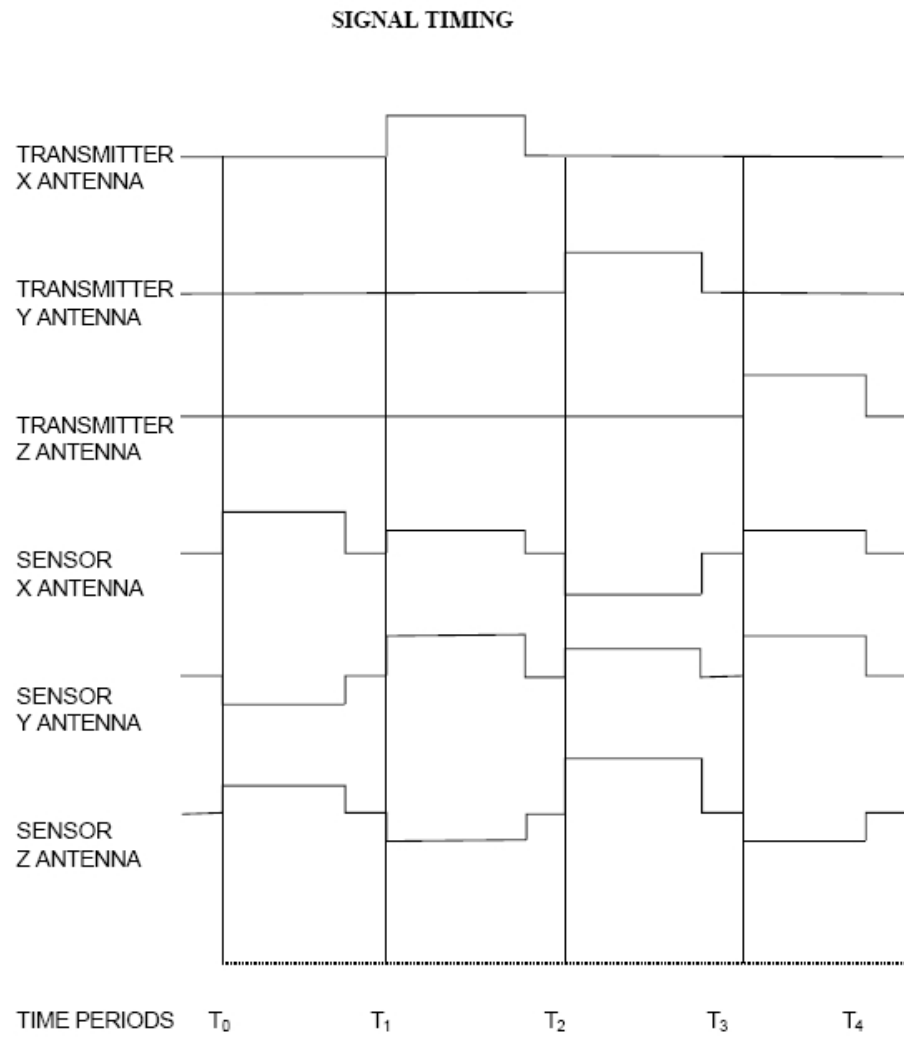 SIGNAL TIMING
TRANSMITTER
X ANTENNA
TRANSMITTER
Y ANTENNA
TRANSMITTER
Z ANTENNA
SENSOR
X ANTENNA
SENSOR
Y ANTENNA
SENSOR
Z ANTENNA
TIME PERIODS T₀ T₁ T₂ T₃ T₄